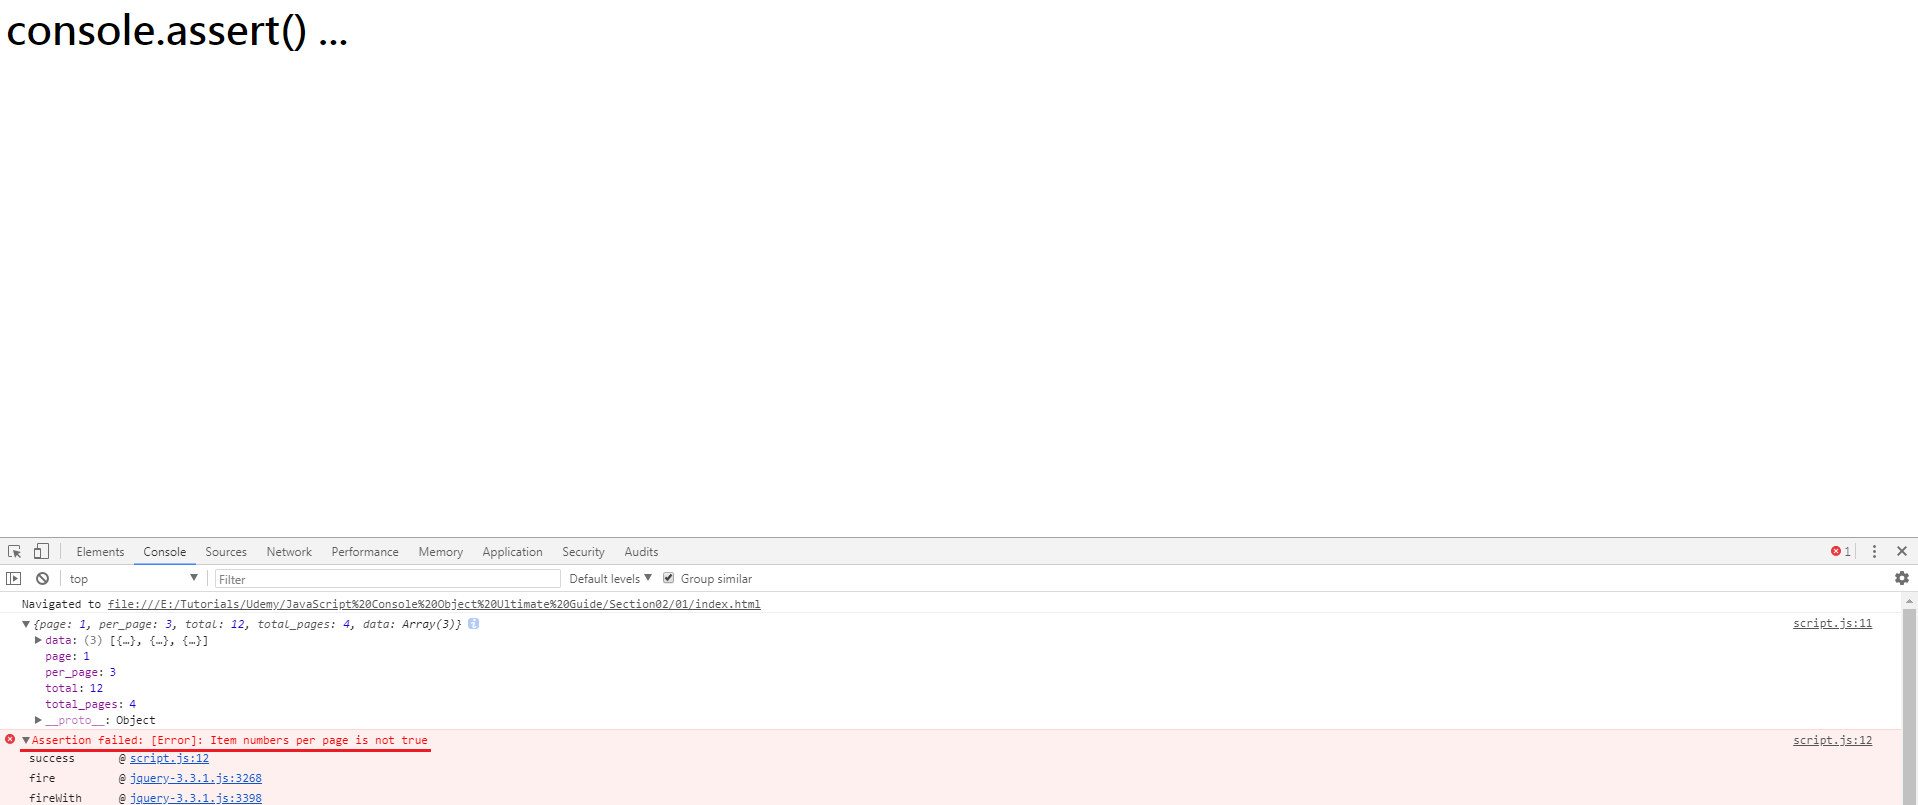 console.assert() ...
Elements Console Sources Network Performance Memory Application Security Audits 1
top Filter Default levels Group similar
Navigated to file:///E:/Tutorials/Udemy/JavaScript%20Console%20Object%20Ultimate%20Guide/Section02/01/index.html
{page: 1, per_page: 3, total: 12, total_pages: 4, data: Array(3)} script.js:11
data: (3) [{…}, {…}, {…}]
page: 1
per_page: 3
total: 12
total_pages: 4
__proto__: Object
Assertion failed: [Error]: Item numbers per page is not true script.js:12
success @ script.js:12
fire @ jquery-3.3.1.js:3268
fireWith @ jquery-3.3.1.js:3398